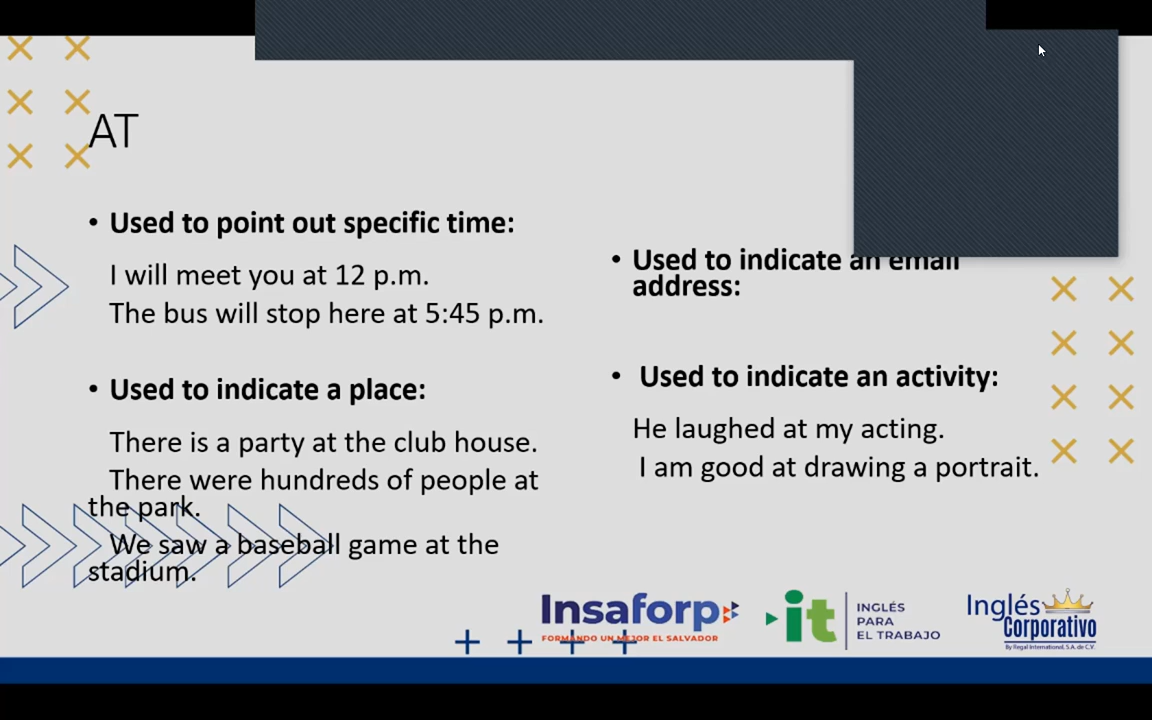 AT
• Used to point out specific time:
I will meet you at 12 p.m.
The bus will stop here at 5:45 p.m.
• Used to indicate a place:
There is a party at the club house.
There were hundreds of people at
the park.
We saw a baseball game at the
stadium.
• Used to indicate an email
address:
• Used to indicate an activity:
He laughed at my acting.
I am good at drawing a portrait.
Insaforp
FORMANDO UN MEJOR EL SALVADOR
it
INGLÉS
PARA
EL TRABAJO
Inglés
Corporativo
By Regal International, S.A. de C.V.